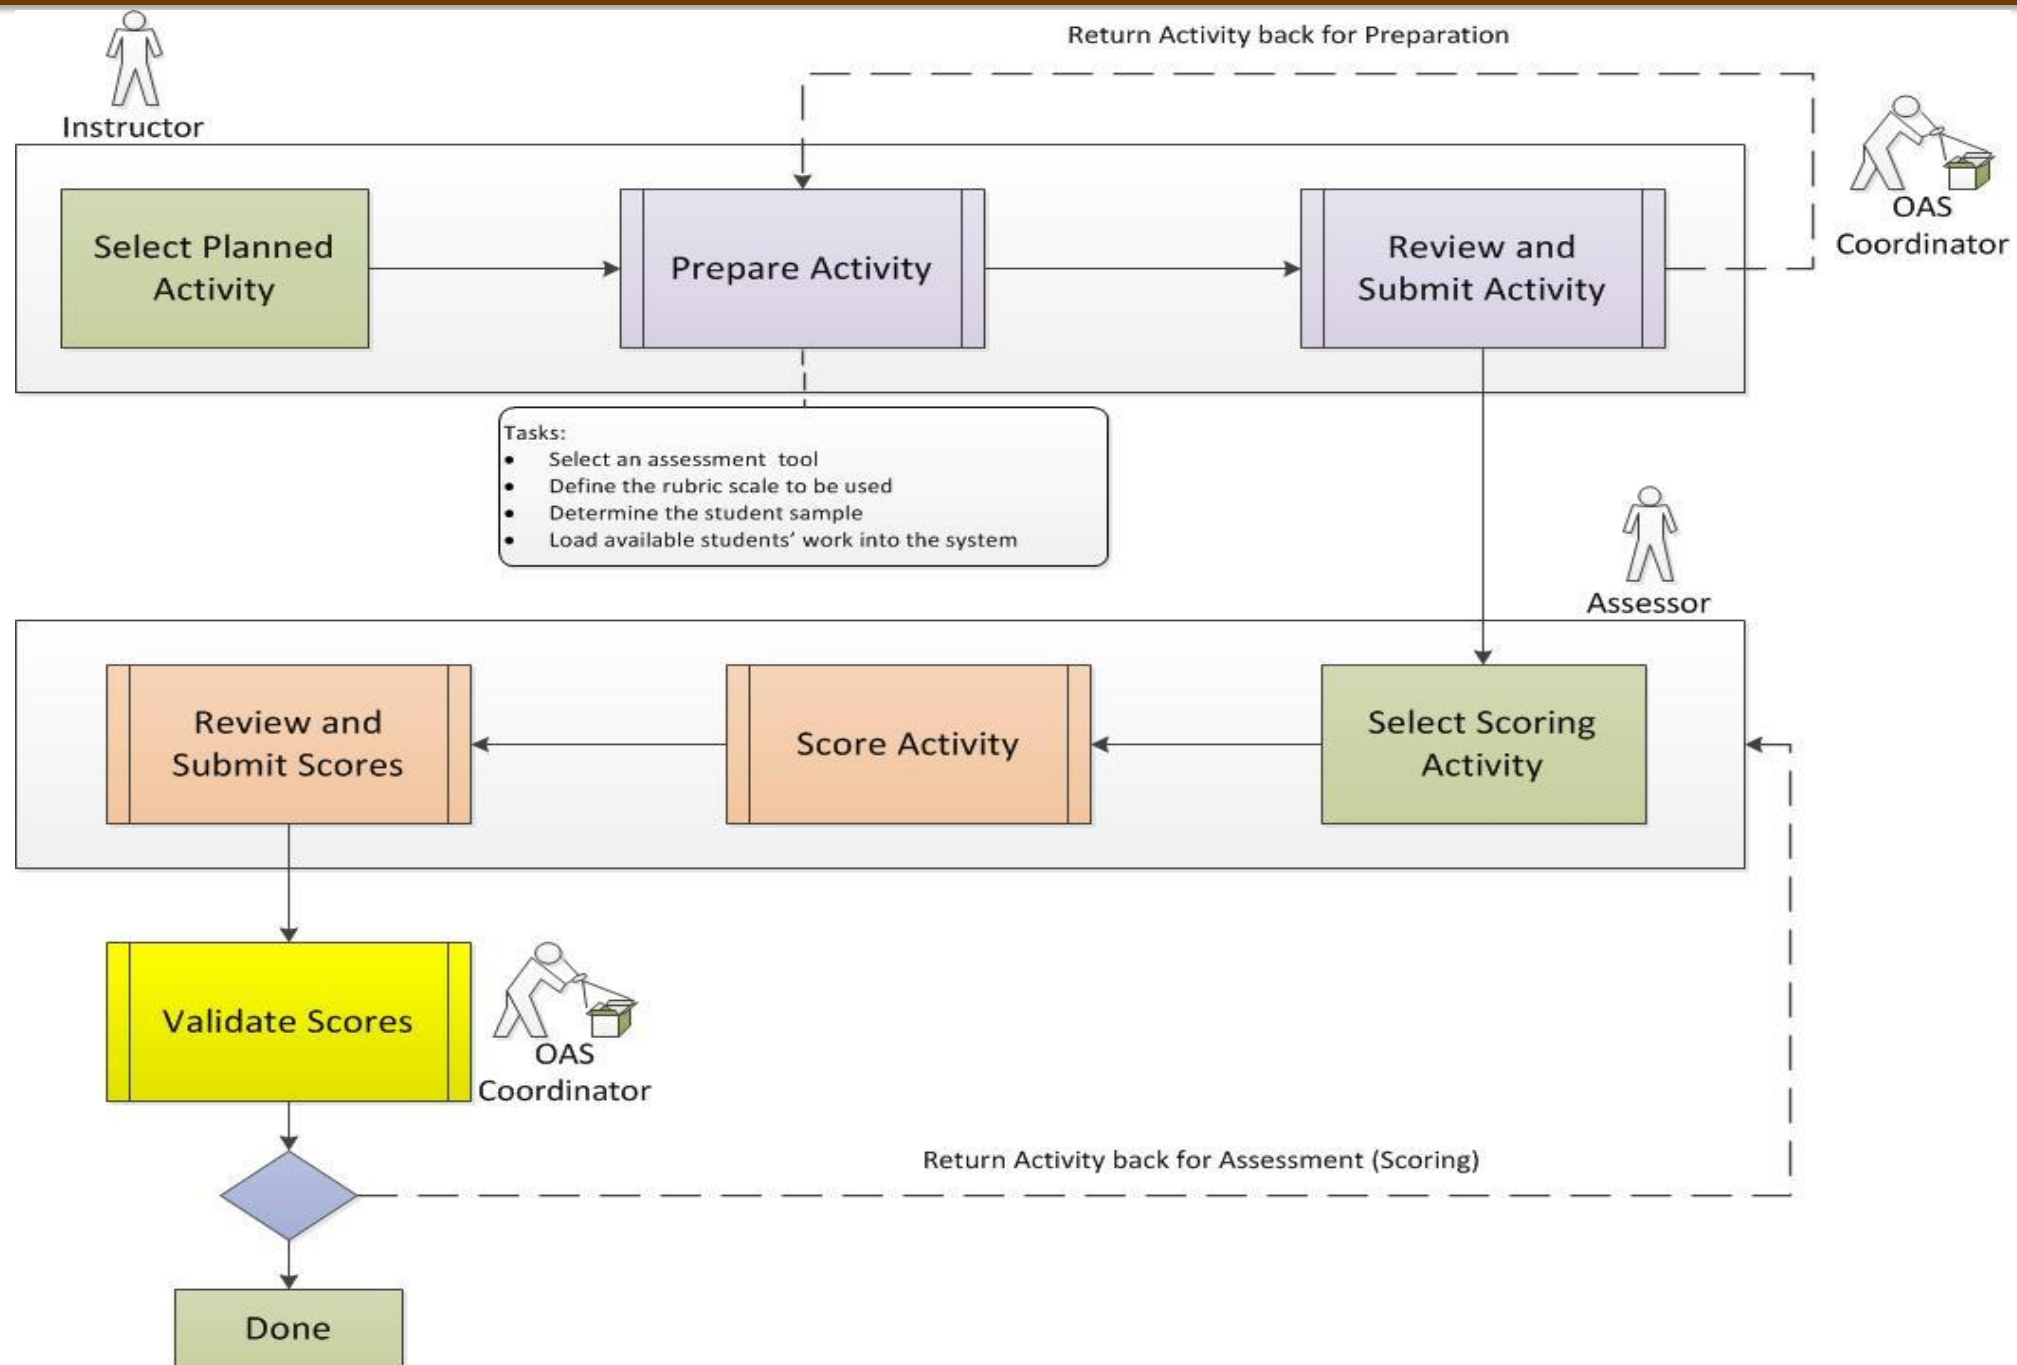 Return Activity back for Preparation
Instructor
OAS
Coordinator
Select Planned
Activity
Prepare Activity
Review and
Submit Activity
Tasks:
• Select an assessment tool
• Define the rubric scale to be used
• Determine the student sample
• Load available students’ work into the system
Assessor
Review and
Submit Scores
Score Activity
Select Scoring
Activity
Validate Scores
OAS
Coordinator
Return Activity back for Assessment (Scoring)
Done